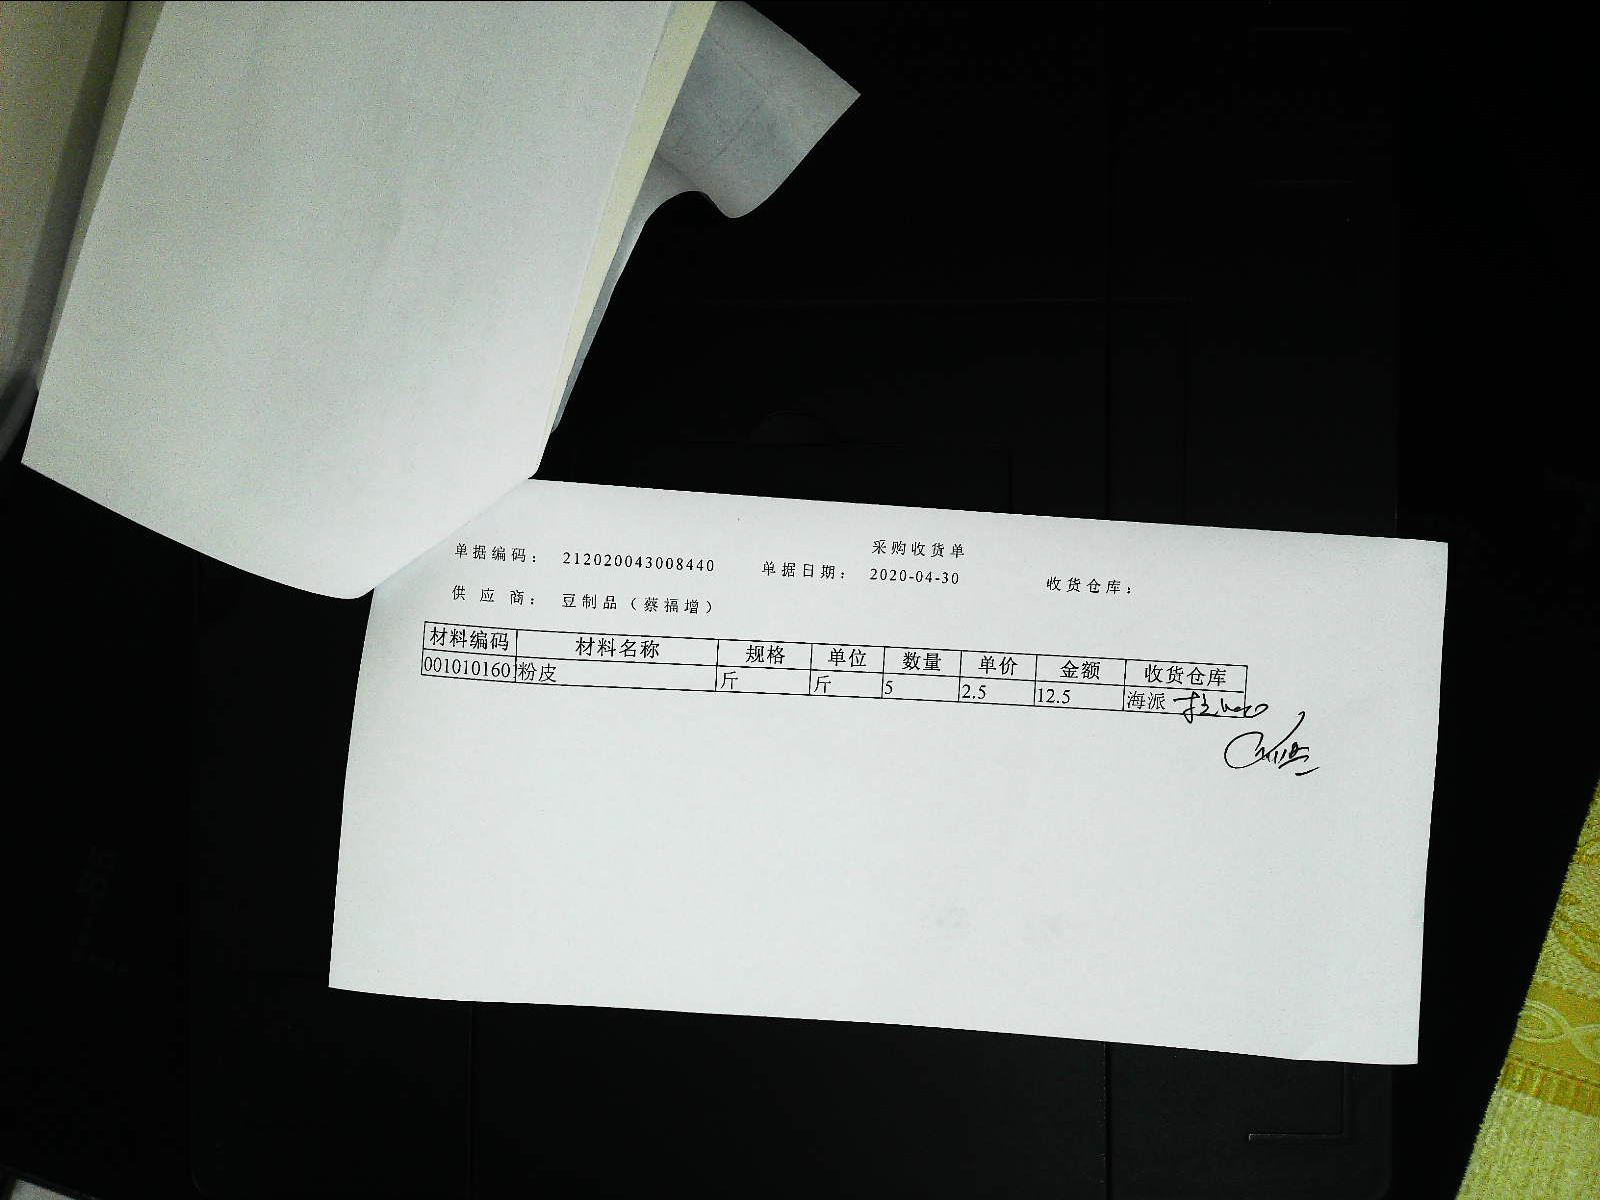 采购收货单
单据编码： 212020043008440 单据日期： 2020-04-30 收货仓库：
供应商： 豆制品（蔡福增）
材料编码 材料名称 规格 单位 数量 单价 金额 收货仓库
001010160 粉皮 斤 斤 5 2.5 12.5 海派